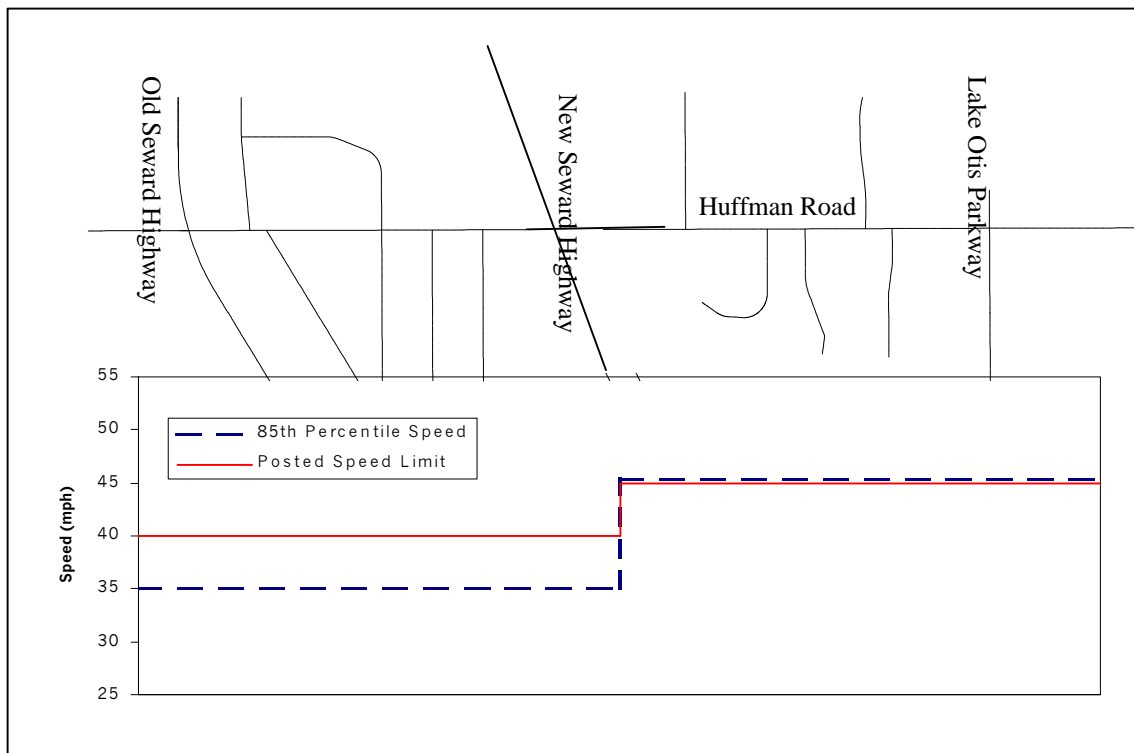 Old Seward Highway
New Seward Highway
Huffman Road
Lake Otis Parkway
55
50
45
40
35
30
25
Speed (mph)
85th Percentile Speed
Posted Speed Limit